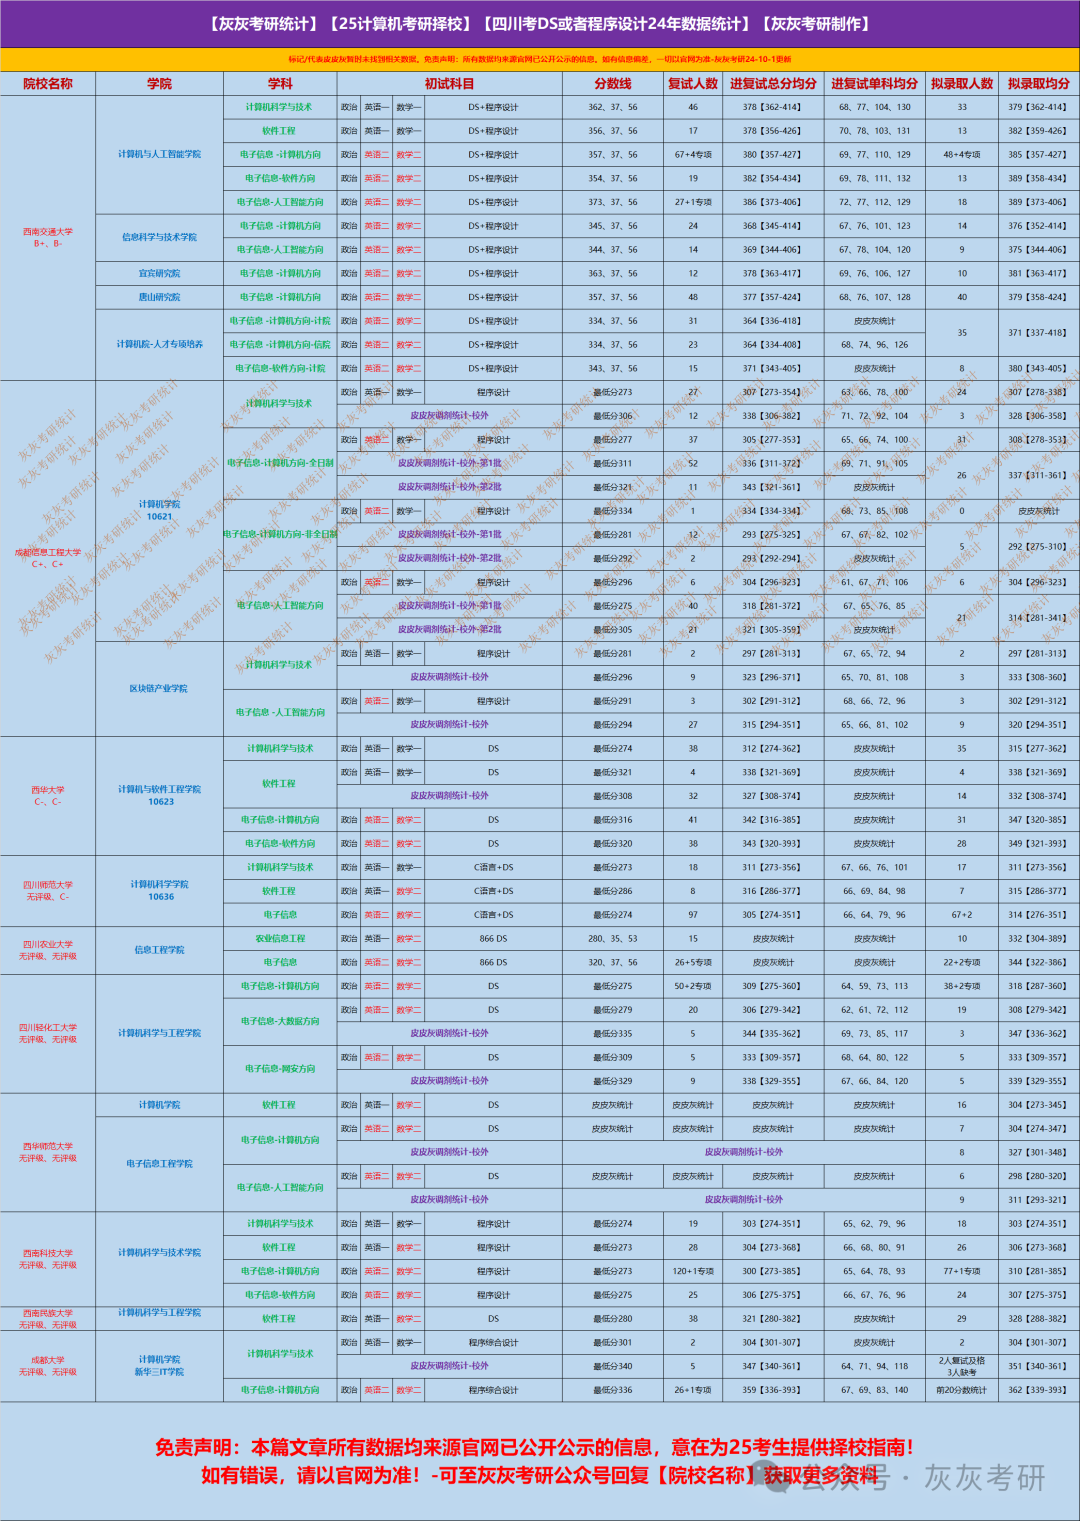 【灰灰考研统计】【25计算机考研择校】【四川考DS或者程序设计24年数据统计】【灰灰考研制作】
标记/代表皮皮灰暂时未找到相关数据，免责声明：所有数据均来源官网已公开公示的信息，如有信息偏差，一切以官网为准-灰灰考研24-10-1更新
院校名称 学院 学科 初试科目 分数线 复试人数 进复试总分均分 进复试单科均分 拟录取人数 拟录取均分
西南交通大学 B+、B-
计算机与人工智能学院
计算机科学与技术 政治 英语一 数学一 DS+程序设计 362、37、56 46 378【362-414】 68、77、104、130 33 379【362-414】
软件工程 政治 英语一 数学一 DS+程序设计 356、37、56 17 378【356-426】 70、78、103、131 13 382【359-426】
电子信息 -计算机方向 政治 英语二 数学二 DS+程序设计 357、37、56 67+4专项 380【357-427】 69、77、110、129 48+4专项 385【357-427】
电子信息-软件方向 政治 英语二 数学二 DS+程序设计 354、37、56 19 382【354-434】 69、78、111、132 13 389【358-434】
电子信息-人工智能方向 政治 英语二 数学二 DS+程序设计 373、37、56 27+1专项 386【373-406】 72、77、112、129 18 389【373-406】
信息科学与技术学院
电子信息 -计算机方向 政治 英语二 数学二 DS+程序设计 345、37、56 24 368【345-414】 67、76、101、123 14 376【352-414】
电子信息-人工智能方向 政治 英语二 数学二 DS+程序设计 344、37、56 14 369【344-406】 67、78、104、120 9 375【344-406】
宜宾研究院 电子信息 -计算机方向 政治 英语二 数学二 DS+程序设计 363、37、56 12 378【363-417】 69、76、106、127 10 381【363-417】
唐山研究院 电子信息 -计算机方向 政治 英语二 数学二 DS+程序设计 357、37、56 48 377【357-424】 68、76、107、128 40 379【358-424】
计算机院-人才专项培养
电子信息 -计算机方向-计院 政治 英语二 数学二 DS+程序设计 334、37、56 31 364【336-418】 皮皮灰统计 35 371【337-418】
电子信息 -计算机方向-信院 政治 英语二 数学二 DS+程序设计 334、37、56 23 364【334-408】 68、74、96、126
电子信息-软件方向-计院 政治 英语二 数学二 DS+程序设计 343、37、56 15 371【343-405】 皮皮灰统计 8 380【343-405】
成都信息工程大学 C+、C+
计算机学院 10621
计算机科学与技术 政治 英语一 数学一 程序设计 最低分273 27 307【273-354】 63、66、78、100 24 307【278-338】
皮皮灰调剂统计-校外 最低分306 12 338【306-382】 71、72、92、104 3 328【306-358】
电子信息-计算机方向-全日制 政治 英语二 数学一 程序设计 最低分277 37 305【277-353】 65、66、74、100 31 308【278-353】
皮皮灰调剂统计-校外-第1批 最低分311 52 336【311-372】 69、71、91、105 26 337【311-361】
皮皮灰调剂统计-校外-第2批 最低分321 11 343【321-361】 皮皮灰统计
电子信息-计算机方向-非全日制 政治 英语二 数学一 程序设计 最低分334 1 334【334-334】 68、73、85、108 0 皮皮灰统计
皮皮灰调剂统计-校外-第1批 最低分281 12 293【275-325】 67、67、82、102 5 292【275-310】
皮皮灰调剂统计-校外-第2批 最低分292 2 293【292-294】 皮皮灰统计
电子信息-人工智能方向 政治 英语二 数学一 程序设计 最低分296 6 304【296-323】 61、67、71、106 6 304【296-323】
皮皮灰调剂统计-校外-第1批 最低分275 40 318【281-372】 67、65、76、85 21 314【281-341】
皮皮灰调剂统计-校外-第2批 最低分305 21 321【305-359】 皮皮灰统计
区块链产业学院
计算机科学与技术 政治 英语一 数学一 程序设计 最低分281 2 297【281-313】 67、65、72、94 2 297【281-313】
皮皮灰调剂统计-校外 最低分296 9 323【296-371】 65、70、81、108 3 333【308-360】
电子信息 -人工智能方向 政治 英语二 数学一 程序设计 最低分291 3 302【291-312】 68、66、72、96 3 302【291-312】
皮皮灰调剂统计-校外 最低分294 27 315【294-351】 65、66、81、102 9 320【294-351】
西华大学 C-、C-
计算机与软件工程学院 10623
计算机科学与技术 政治 英语一 数学一 DS 最低分274 38 312【274-362】 皮皮灰统计 35 315【277-362】
软件工程 政治 英语一 数学一 DS 最低分321 4 338【321-369】 皮皮灰统计 4 338【321-369】
皮皮灰调剂统计-校外 最低分308 32 327【308-374】 皮皮灰统计 14 332【308-374】
电子信息-计算机方向 政治 英语二 数学二 DS 最低分316 41 342【316-385】 皮皮灰统计 31 347【320-385】
电子信息-软件方向 政治 英语二 数学二 DS 最低分320 38 343【320-393】 皮皮灰统计 28 349【321-393】
四川师范大学 无评级、C-
计算机科学学院 10636
计算机科学与技术 政治 英语一 数学一 C语言+DS 最低分273 18 311【273-356】 67、66、76、101 17 311【273-356】
软件工程 政治 英语一 数学二 C语言+DS 最低分286 8 316【286-377】 66、69、84、98 7 315【286-377】
电子信息 政治 英语二 数学二 C语言+DS 最低分274 97 305【274-351】 66、64、79、96 67+2 314【276-351】
四川农业大学 无评级、无评级
信息工程学院
农业信息工程 政治 英语一 数学二 866 DS 280、35、53 15 皮皮灰统计 皮皮灰统计 10 332【304-389】
电子信息 政治 英语二 数学二 866 DS 320、37、56 26+5专项 皮皮灰统计 皮皮灰统计 22+2专项 344【322-386】
四川轻化工大学 无评级、无评级
计算机科学与工程学院
电子信息-计算机方向 政治 英语二 数学二 DS 最低分275 50+2专项 309【275-360】 64、59、73、113 38+2专项 318【287-360】
电子信息-大数据方向 政治 英语二 数学二 DS 最低分279 20 306【279-342】 62、61、72、112 19 308【279-342】
皮皮灰调剂统计-校外 最低分335 5 344【335-362】 69、73、85、117 3 347【336-362】
电子信息-网安方向 政治 英语二 数学二 DS 最低分309 5 333【309-357】 68、64、80、122 5 333【309-357】
皮皮灰调剂统计-校外 最低分329 9 338【329-355】 67、66、84、120 5 339【329-355】
西华师范大学 无评级、无评级
计算机学院 软件工程 政治 英语一 数学二 DS 皮皮灰统计 皮皮灰统计 皮皮灰统计 皮皮灰统计 16 304【273-345】
电子信息工程学院
电子信息-计算机方向 政治 英语二 数学二 DS 皮皮灰统计 皮皮灰统计 皮皮灰统计 皮皮灰统计 7 304【274-347】
皮皮灰调剂统计-校外 皮皮灰调剂统计-校外 8 327【301-348】
电子信息-人工智能方向 政治 英语二 数学二 DS 皮皮灰统计 皮皮灰统计 皮皮灰统计 皮皮灰统计 6 298【280-320】
皮皮灰调剂统计-校外 皮皮灰调剂统计-校外 9 311【293-321】
西南科技大学 无评级、无评级
计算机科学与技术学院
计算机科学与技术 政治 英语一 数学一 程序设计 最低分274 19 303【274-351】 65、62、79、96 18 303【274-351】
软件工程 政治 英语一 数学二 程序设计 最低分273 28 304【273-368】 66、68、80、91 26 306【273-368】
电子信息-计算机方向 政治 英语二 数学二 程序设计 最低分273 120+1专项 300【273-385】 65、64、78、93 77+1专项 310【281-385】
电子信息-软件方向 政治 英语二 数学二 程序设计 最低分275 25 306【275-375】 66、67、76、96 24 307【275-375】
西南民族大学 无评级、无评级
计算机科学与工程学院 软件工程 政治 英语一 数学二 DS 最低分280 38 321【280-382】 皮皮灰统计 29 328【288-382】
成都大学 无评级、无评级
计算机学院 新华三IT学院
计算机科学与技术 政治 英语一 数学一 程序综合设计 最低分301 2 304【301-307】 皮皮灰统计 2 304【301-307】
皮皮灰调剂统计-校外 最低分340 5 347【340-361】 64、71、94、118 2人复试及格 3人缺考 351【340-361】
电子信息-计算机方向 政治 英语二 数学二 程序综合设计 最低分336 26+1专项 359【336-393】 67、69、83、140 前20分数统计 362【339-393】
免责声明：本篇文章所有数据均来源官网已公开公示的信息，意在为25考生提供择校指南！
如有错误，请以官网为准！-可至灰灰考研公众号回复【院校名称】获取更多资料
公众号 · 灰灰考研